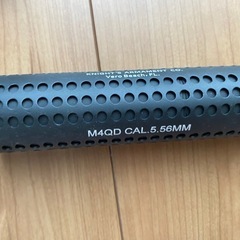 KNIGHT'S ARMAMENT CO.
Vero Beach, FL.
M4QD CAL.5.56MM